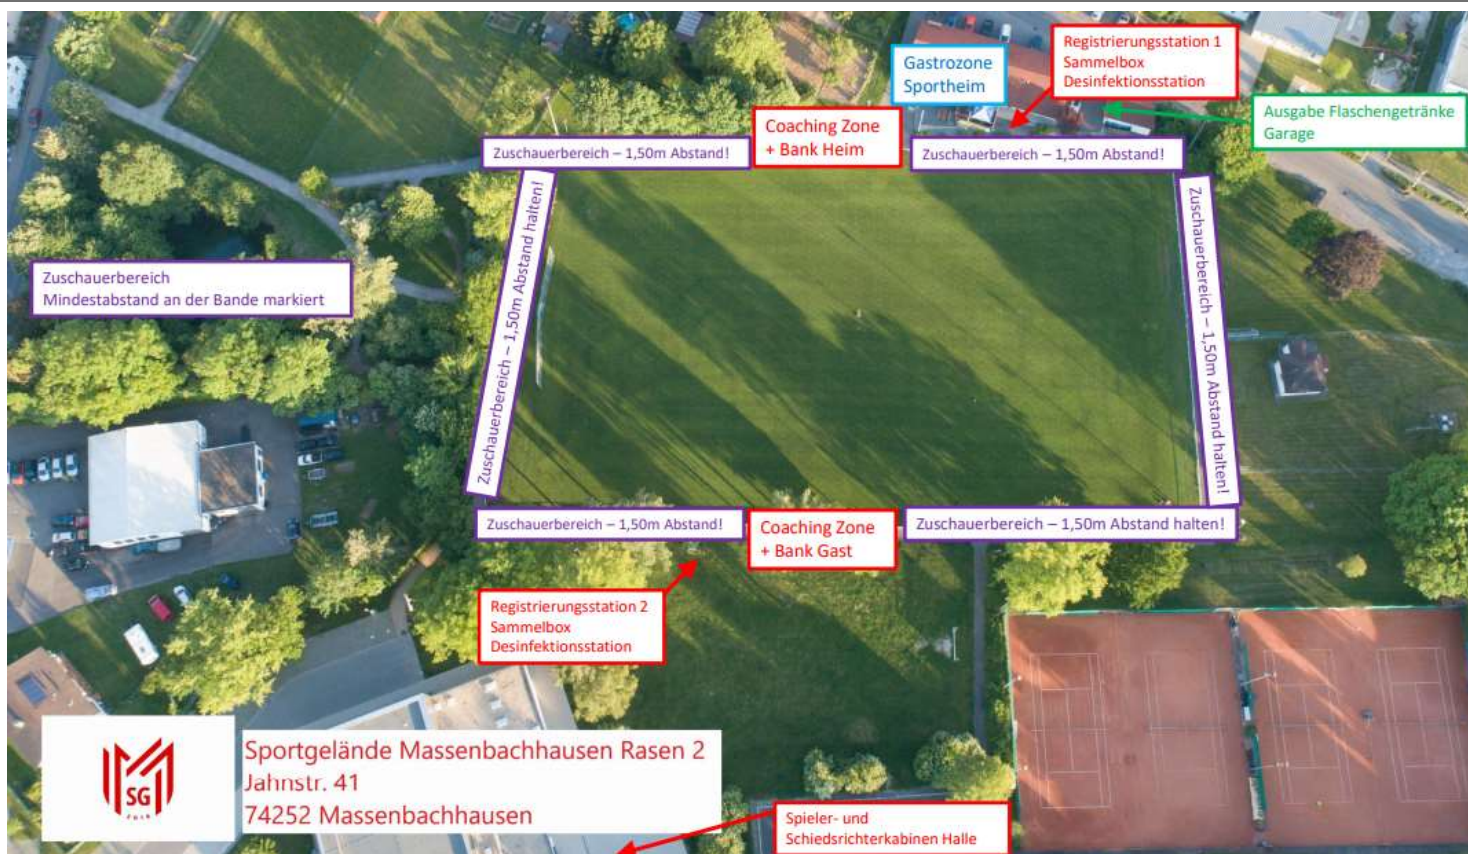 Gastrozone
Sportheim
Registrierungsstation 1
Sammelbox
Desinfektionsstation
Ausgabe Flaschengetränke
Garage
Coaching Zone
+ Bank Heim
Zuschauerbereich – 1,50m Abstand!
Zuschauerbereich – 1,50m Abstand!
Zuschauerbereich – 1,50m Abstand halten!
Zuschauerbereich – 1,50m Abstand halten!
Zuschauerbereich
Mindestabstand an der Bande markiert
Zuschauerbereich – 1,50m Abstand!
Coaching Zone
+ Bank Gast
Zuschauerbereich – 1,50m Abstand halten!
Registrierungsstation 2
Sammelbox
Desinfektionsstation
SG
2019
Sportgelände Massenbachhausen Rasen 2
Jahnstr. 41
74252 Massenbachhausen
Spieler- und
Schiedsrichterkabinen Halle